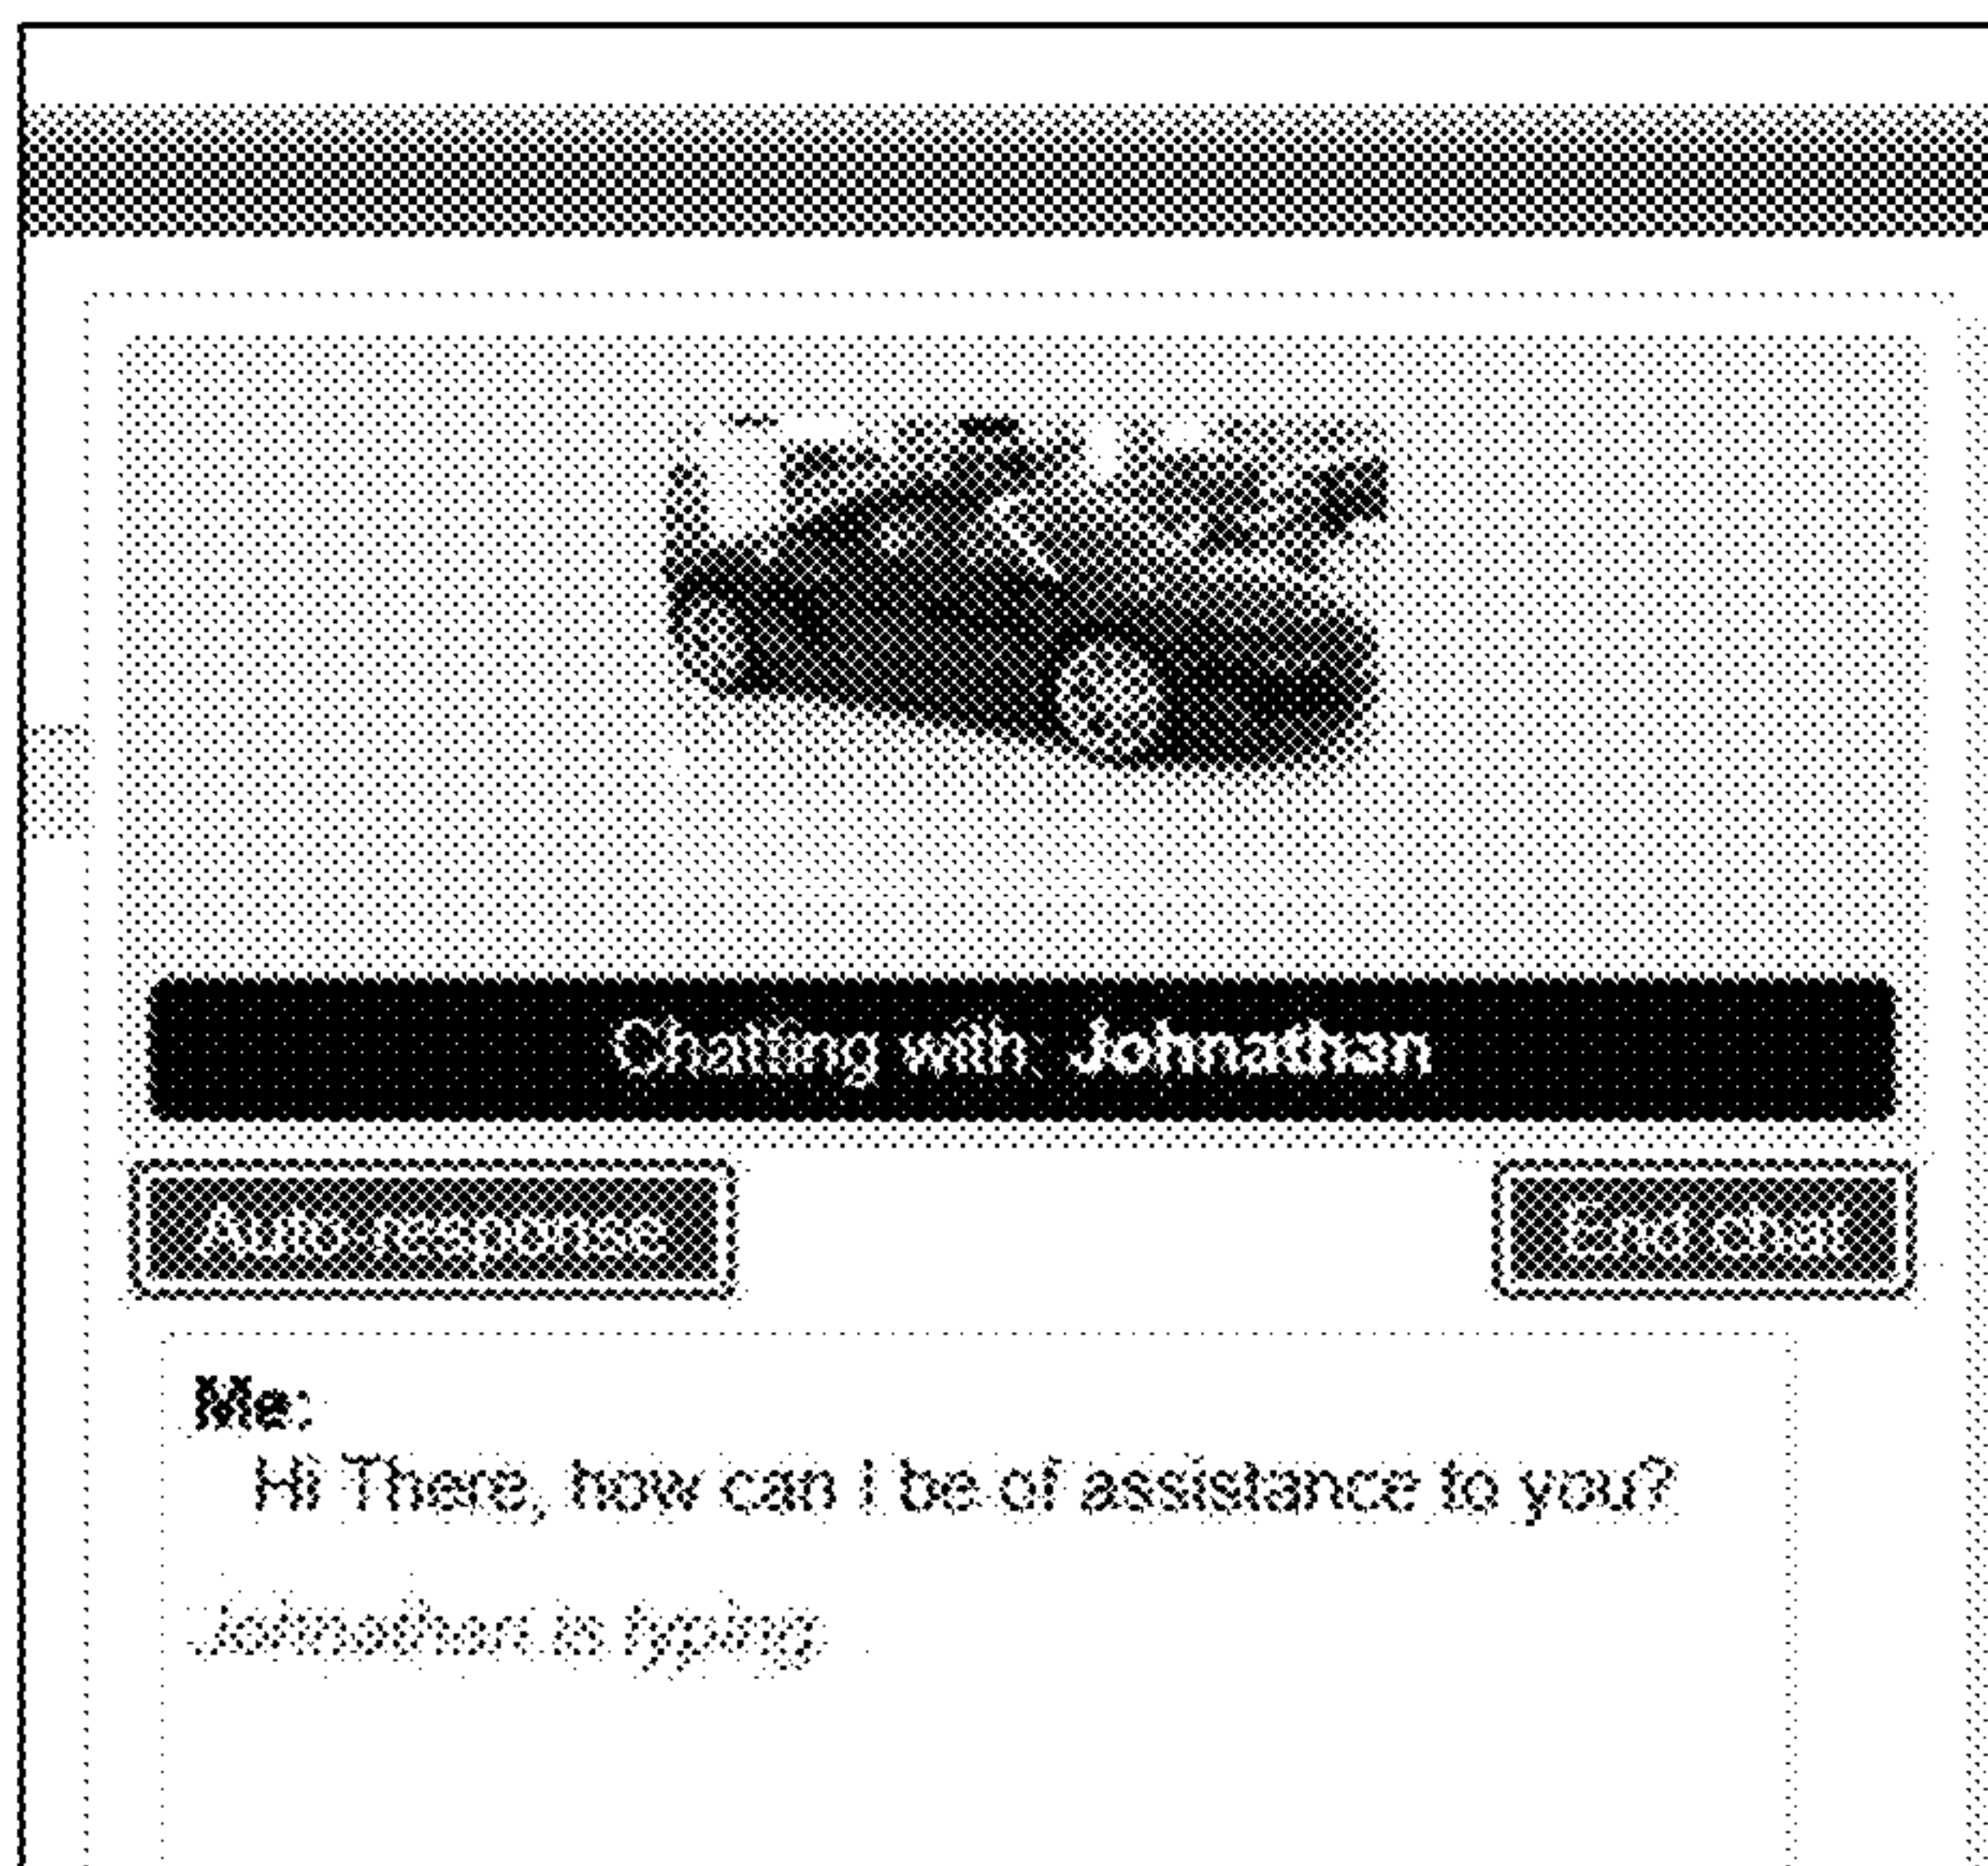 Chatting with Johnathan
Auto response
End chat
Me:
Hi There, how can I be of assistance to you?
Johnathan is typing